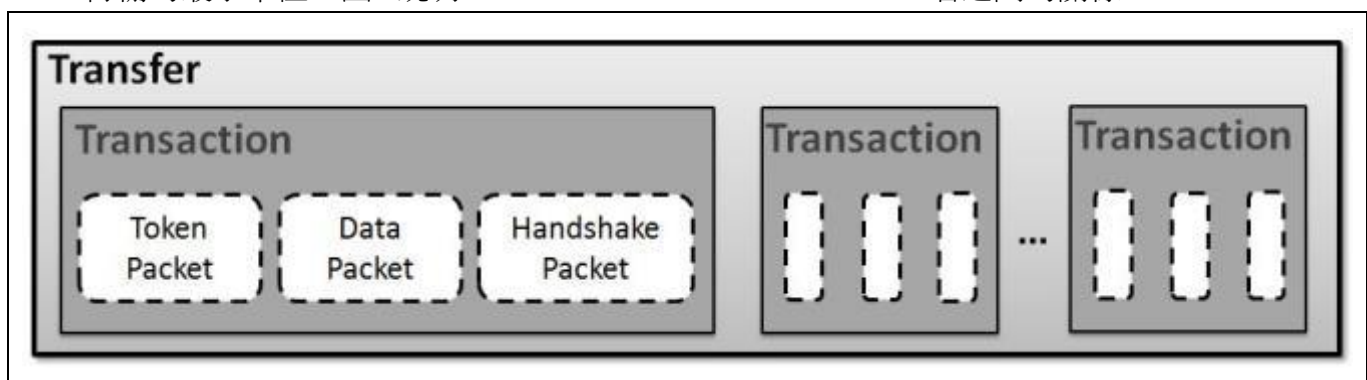 Transfer
Transaction
Transaction
Transaction
Token
Packet
Data
Packet
Handshake
Packet
...